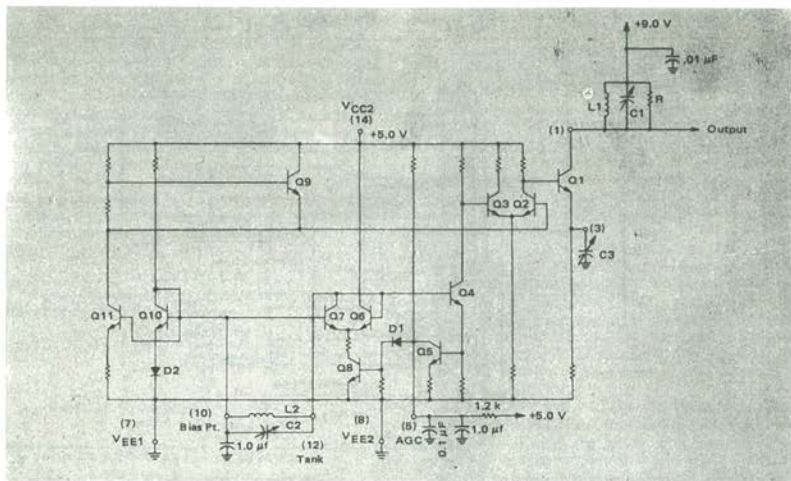 +9.0 V
.01 µF
L1
C1
R
VCC2
(14)
+5.0 V
(1)
Output
Q9
Q3 Q2
Q1
(3)
C3
Q4
Q11
Q10
Q7 Q6
D1
Q5
Q8
D2
1.2 k
+5.0 V
(7)
VEE1
(10)
Bias Pt.
L2
C2
1.0 µf
(12)
Tank
(8)
VEE2
(5)
AGC
0.1 µF
1.0 µf